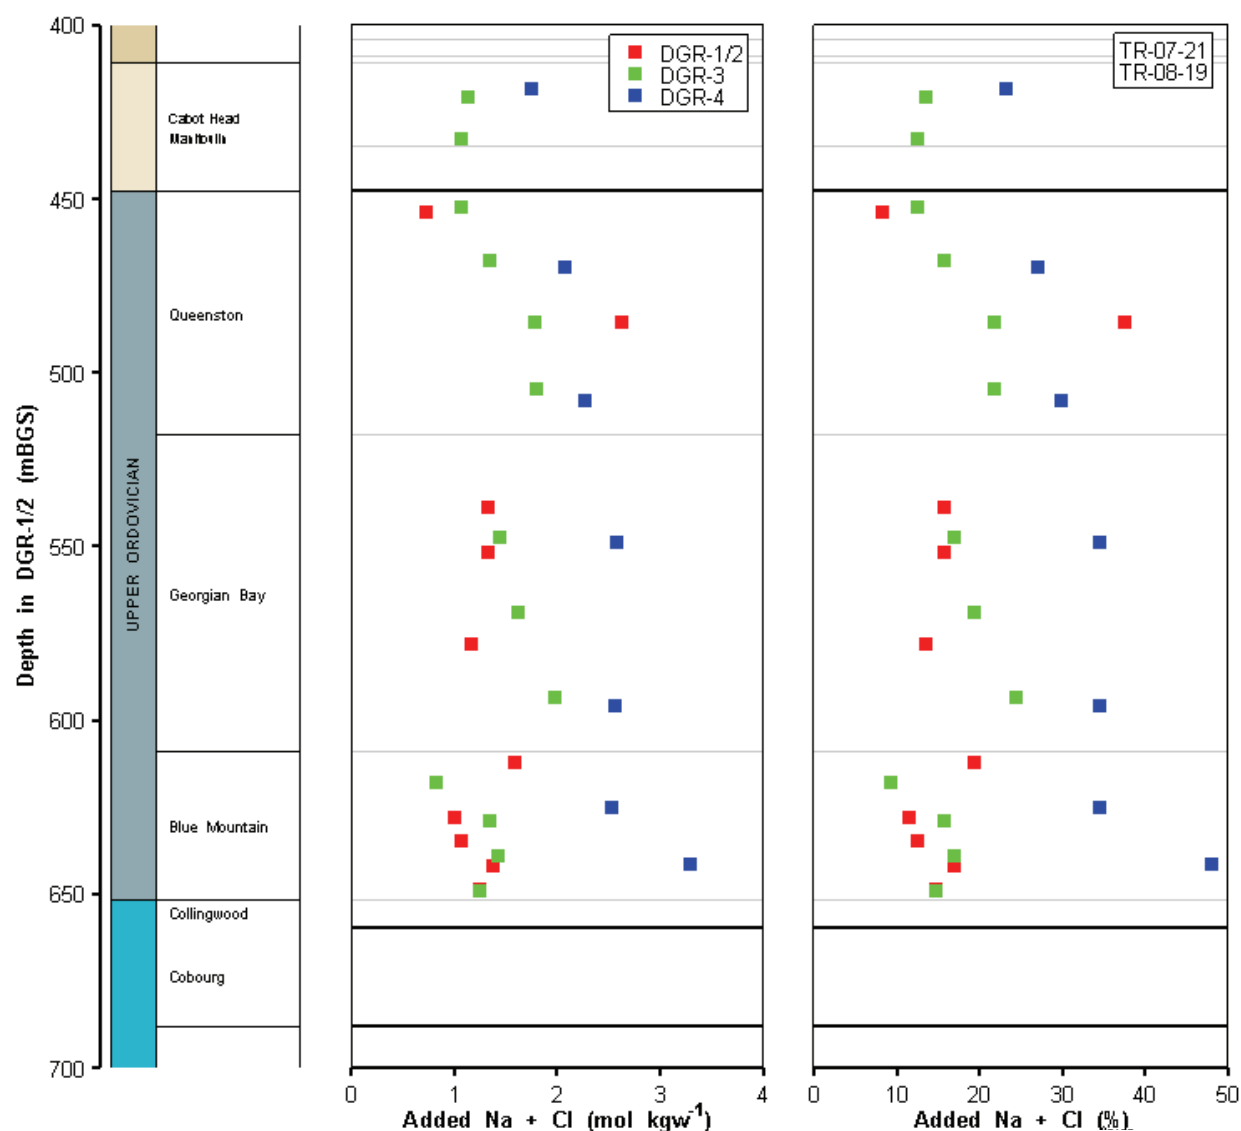 400
450
500
550
600
650
700
Depth in DGR-1/2 (mBGS)
UPPER ORDOVICIAN
Cabot Head
Manitoulin
Queenston
Georgian Bay
Blue Mountain
Collingwood
Cobourg
DGR-1/2
DGR-3
DGR-4
0 1 2 3 4
Added Na + Cl (mol kgw⁻¹)
TR-07-21
TR-08-19
0 10 20 30 40 50
Added Na + Cl (%)